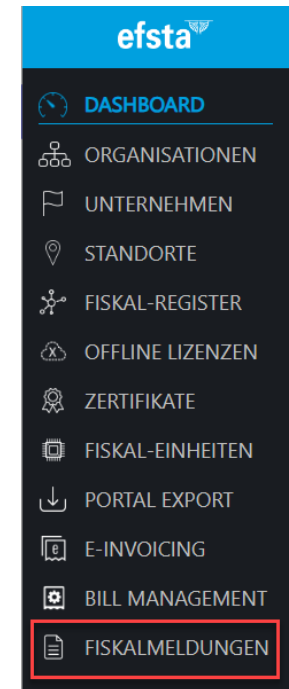 efsta
DASHBOARD
ORGANISATIONEN
UNTERNEHMEN
STANDORTE
FISKAL-REGISTER
OFFLINE LIZENZEN
ZERTIFIKATE
FISKAL-EINHEITEN
PORTAL EXPORT
E-INVOICING
BILL MANAGEMENT
FISKALMELDUNGEN